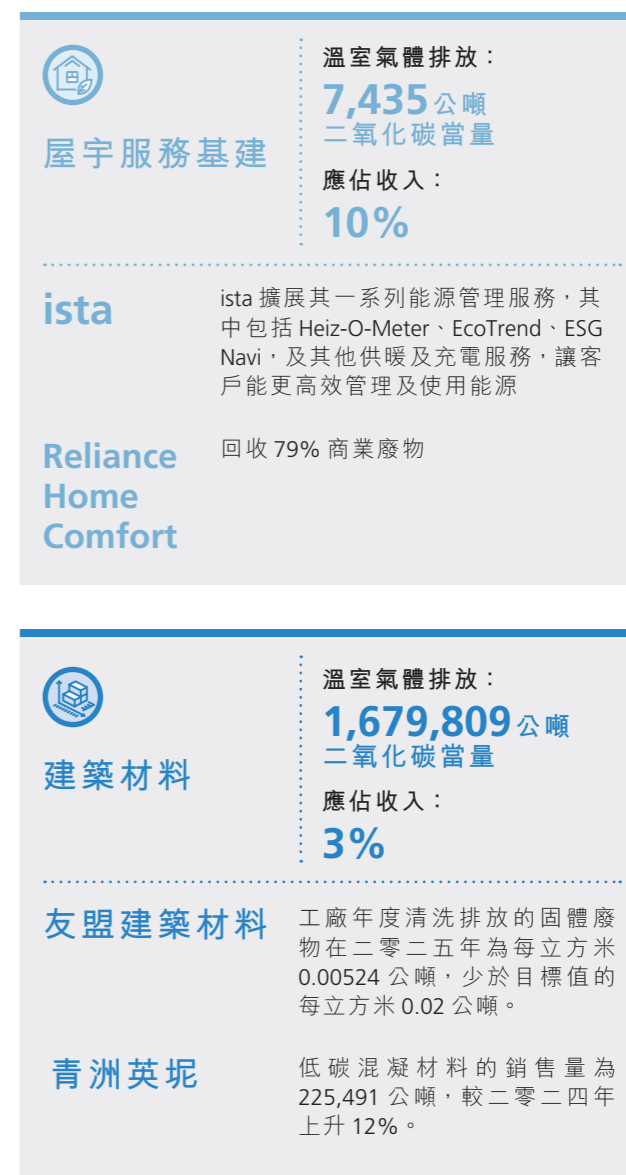 屋宇服務基建
溫室氣體排放：
7,435 公噸
二氧化碳當量
應佔收入：
10%
ista
ista 擴展其一系列能源管理服務，其
中包括 Heiz-O-Meter、EcoTrend、ESG
Navi，及其他供暖及充電服務，讓客
戶能更高效管理及使用能源
Reliance
Home
Comfort
回收 79% 商業廢物
建築材料
溫室氣體排放：
1,679,809 公噸
二氧化碳當量
應佔收入：
3%
友盟建築材料
工廠年度清洗排放的固體廢
物在二零二五年為每立方米
0.00524 公噸，少於目標值的
每立方米 0.02 公噸。
青洲英坭
低碳混凝材料的銷售量為
225,491 公噸，較二零二四年
上升 12%。